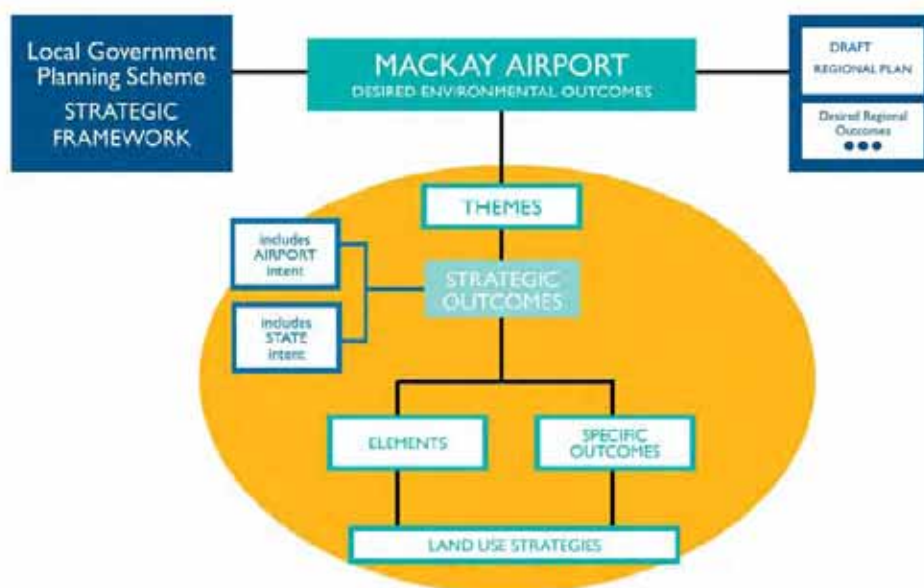 Local Government
Planning Scheme
STRATEGIC
FRAMEWORK
MACKAY AIRPORT
DESIRED ENVIRONMENTAL OUTCOMES
DRAFT
REGIONAL PLAN
Desired Regional
Outcomes
THEMES
includes
AIRPORT
intent
STRATEGIC
OUTCOMES
includes
STATE
intent
ELEMENTS
SPECIFIC
OUTCOMES
LAND USE STRATEGIES